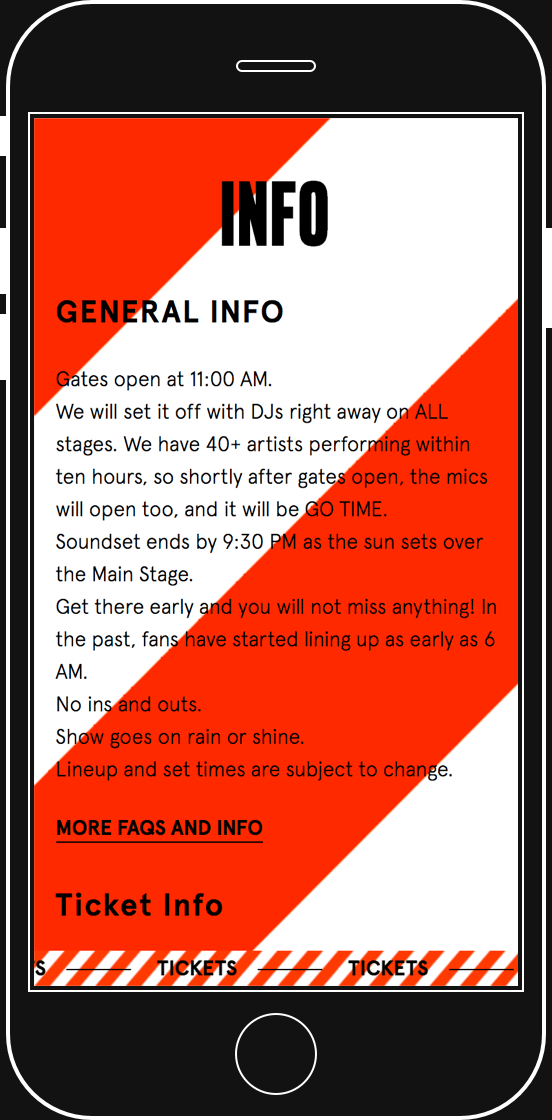 INFO
GENERAL INFO
Gates open at 11:00 AM.
We will set it off with DJs right away on ALL
stages. We have 40+ artists performing within
ten hours, so shortly after gates open, the mics
will open too, and it will be GO TIME.
Soundset ends by 9:30 PM as the sun sets over
the Main Stage.
Get there early and you will not miss anything! In
the past, fans have started lining up as early as 6
AM.
No ins and outs.
Show goes on rain or shine.
Lineup and set times are subject to change.
MORE FAQS AND INFO
Ticket Info
S TICKETS TICKETS